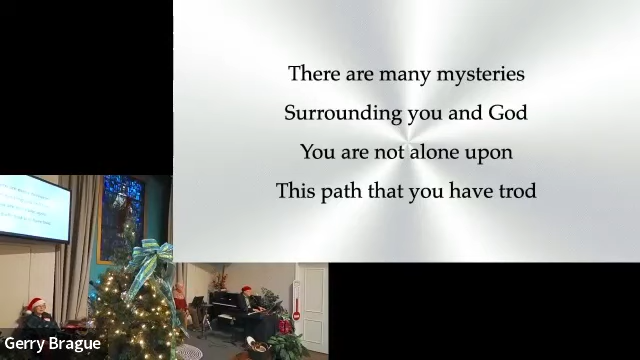 There are many mysteries
Surrounding you and God
You are not alone upon
This path that you have trod
Gerry Brague